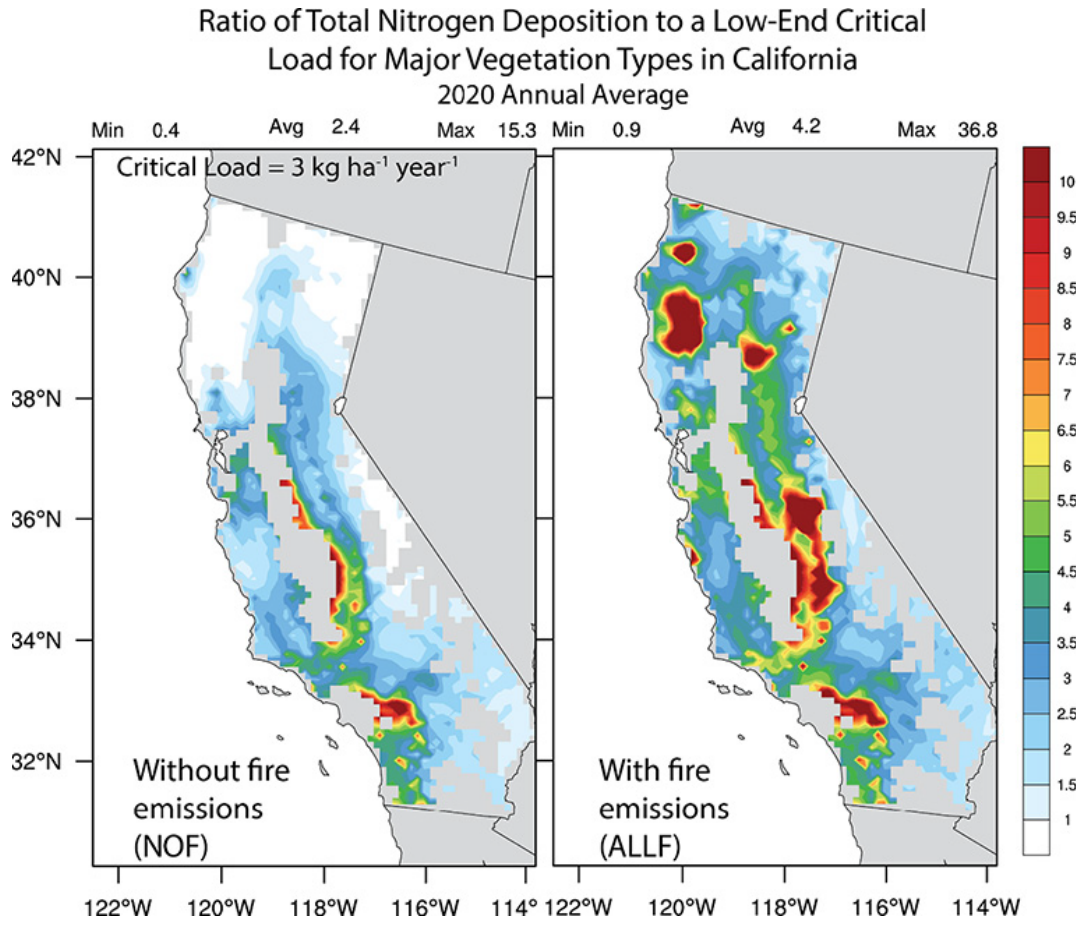 Ratio of Total Nitrogen Deposition to a Low-End Critical
Load for Major Vegetation Types in California
2020 Annual Average
Min 0.4 Avg 2.4 Max 15.3
Min 0.9 Avg 4.2 Max 36.8
Critical Load = 3 kg ha⁻¹ year⁻¹
42°N
40°N
38°N
36°N
34°N
32°N
Without fire
emissions
(NOF)
With fire
emissions
(ALLF)
122°W 120°W 118°W 116°W 114°
122°W 120°W 118°W 116°W 114°W
10
9.5
9
8.5
8
7.5
7
6.5
6
5.5
5
4.5
4
3.5
3
2.5
2
1.5
1